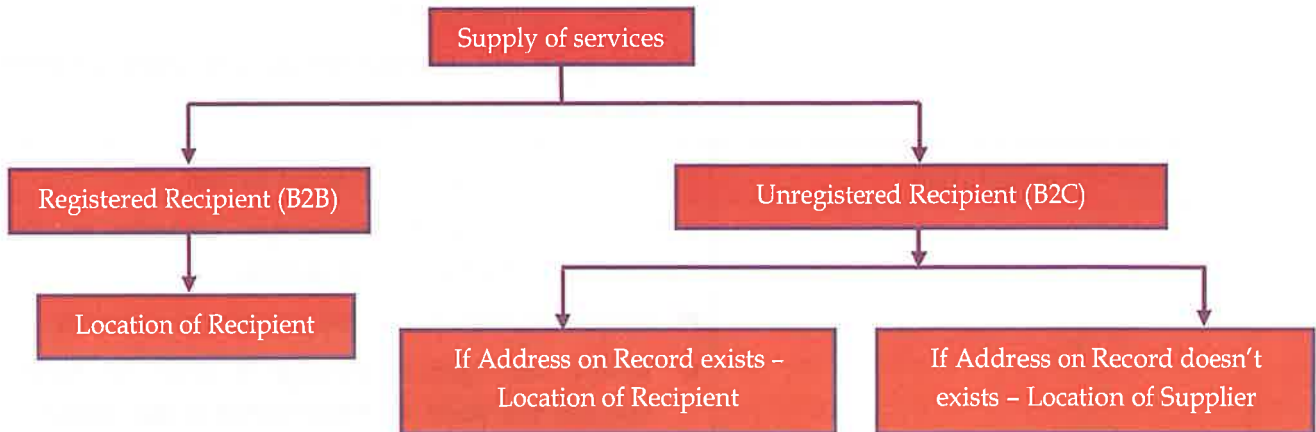 Supply of services
Registered Recipient (B2B)
Unregistered Recipient (B2C)
Location of Recipient
If Address on Record exists –
Location of Recipient
If Address on Record doesn't
exists – Location of Supplier